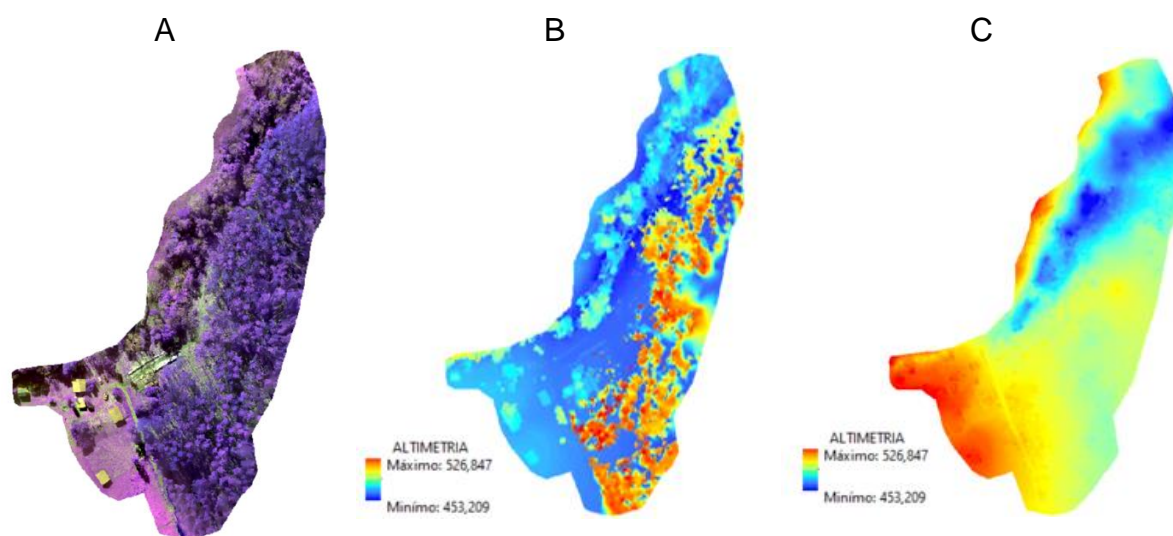 A
B
C
ALTIMETRIA
Máximo: 526,847
Minímo: 453,209
ALTIMETRIA
Máximo: 526,847
Minímo: 453,209